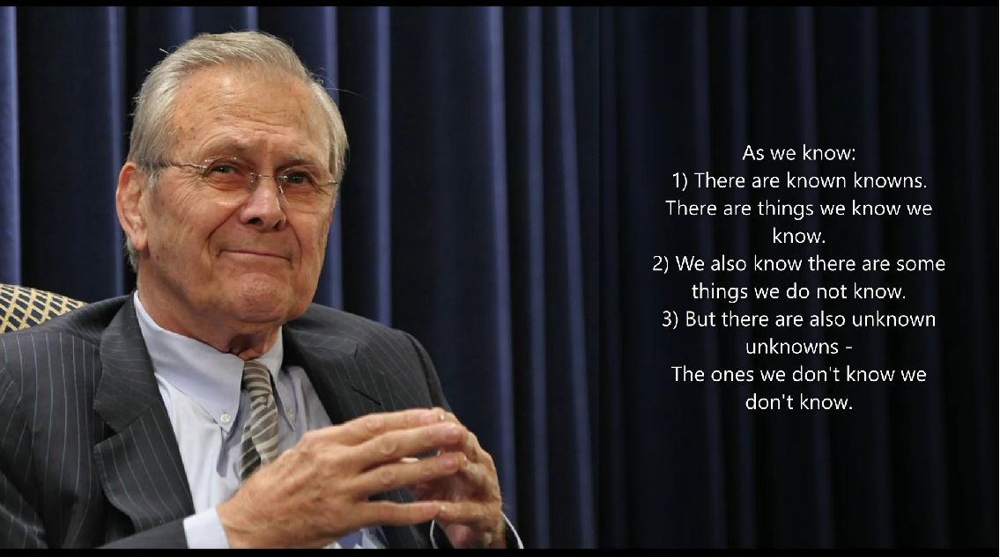 As we know:
1) There are known knowns.
There are things we know we
know.
2) We also know there are some
things we do not know.
3) But there are also unknown
unknowns -
The ones we don't know we
don't know.